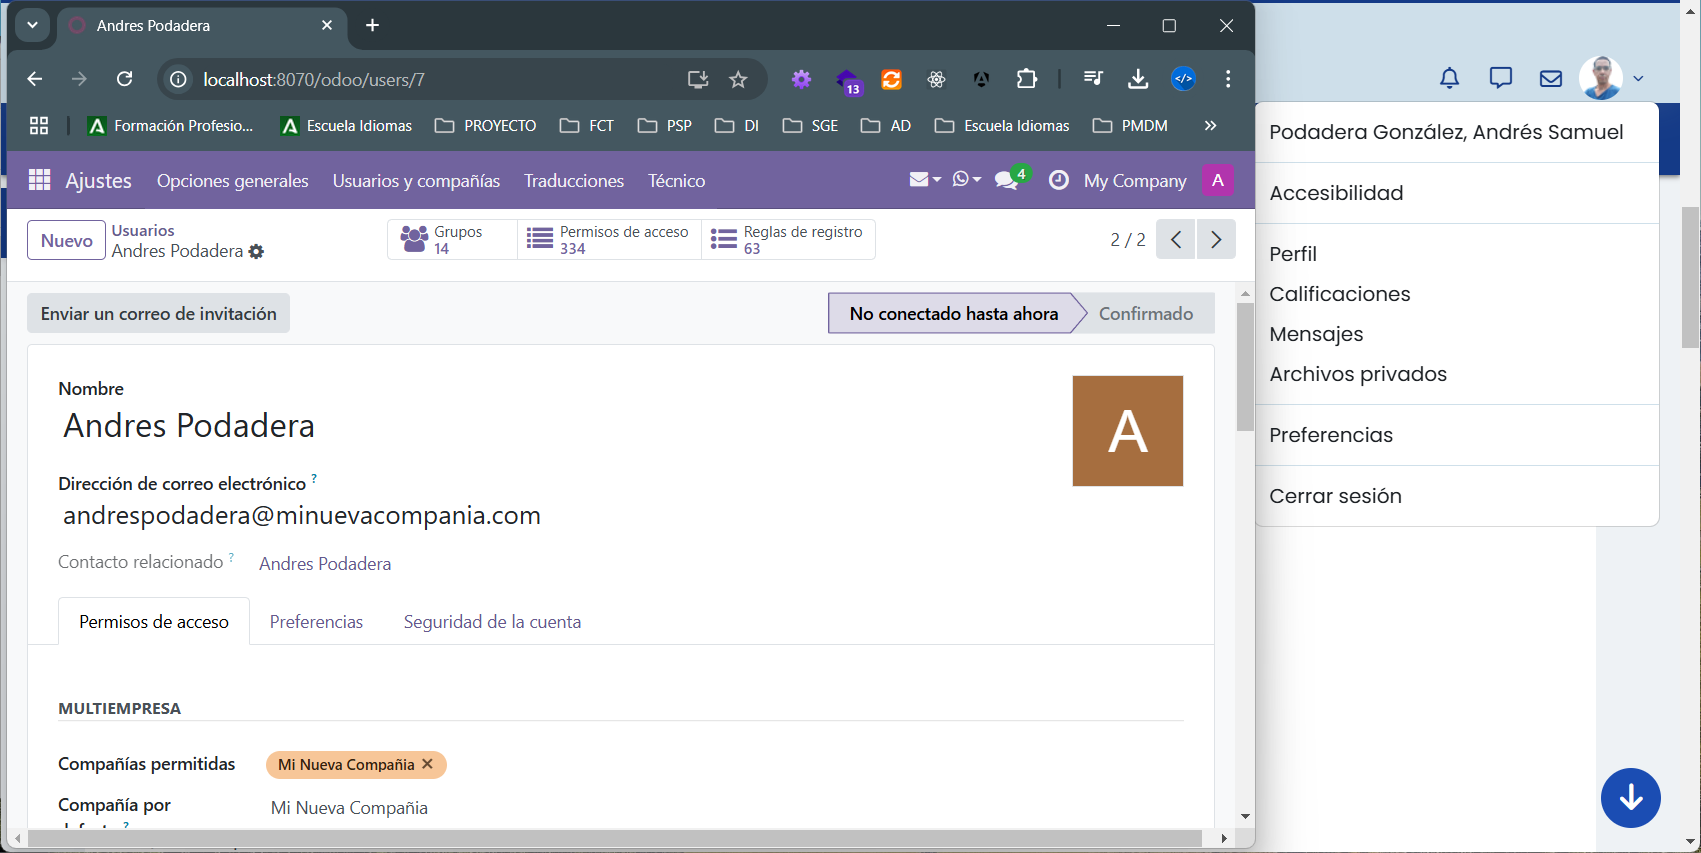 Andres Podadera
localhost:8070/odoo/users/7
13
Formación Profesio...
Escuela Idiomas
PROYECTO
FCT
PSP
DI
SGE
AD
Escuela Idiomas
PMDM
Ajustes
Opciones generales
Usuarios y compañías
Traducciones
Técnico
4
My Company
A
Nuevo
Usuarios
Andres Podadera
Grupos
14
Permisos de acceso
334
Reglas de registro
63
2 / 2
Enviar un correo de invitación
No conectado hasta ahora
Confirmado
Nombre
Andres Podadera
A
Dirección de correo electrónico ?
andrespodadera@minuevacompania.com
Contacto relacionado ?
Andres Podadera
Permisos de acceso
Preferencias
Seguridad de la cuenta
MULTIEMPRESA
Compañías permitidas
Mi Nueva Compañia
Compañía por
Mi Nueva Compañia
Podadera González, Andrés Samuel
Accesibilidad
Perfil
Calificaciones
Mensajes
Archivos privados
Preferencias
Cerrar sesión